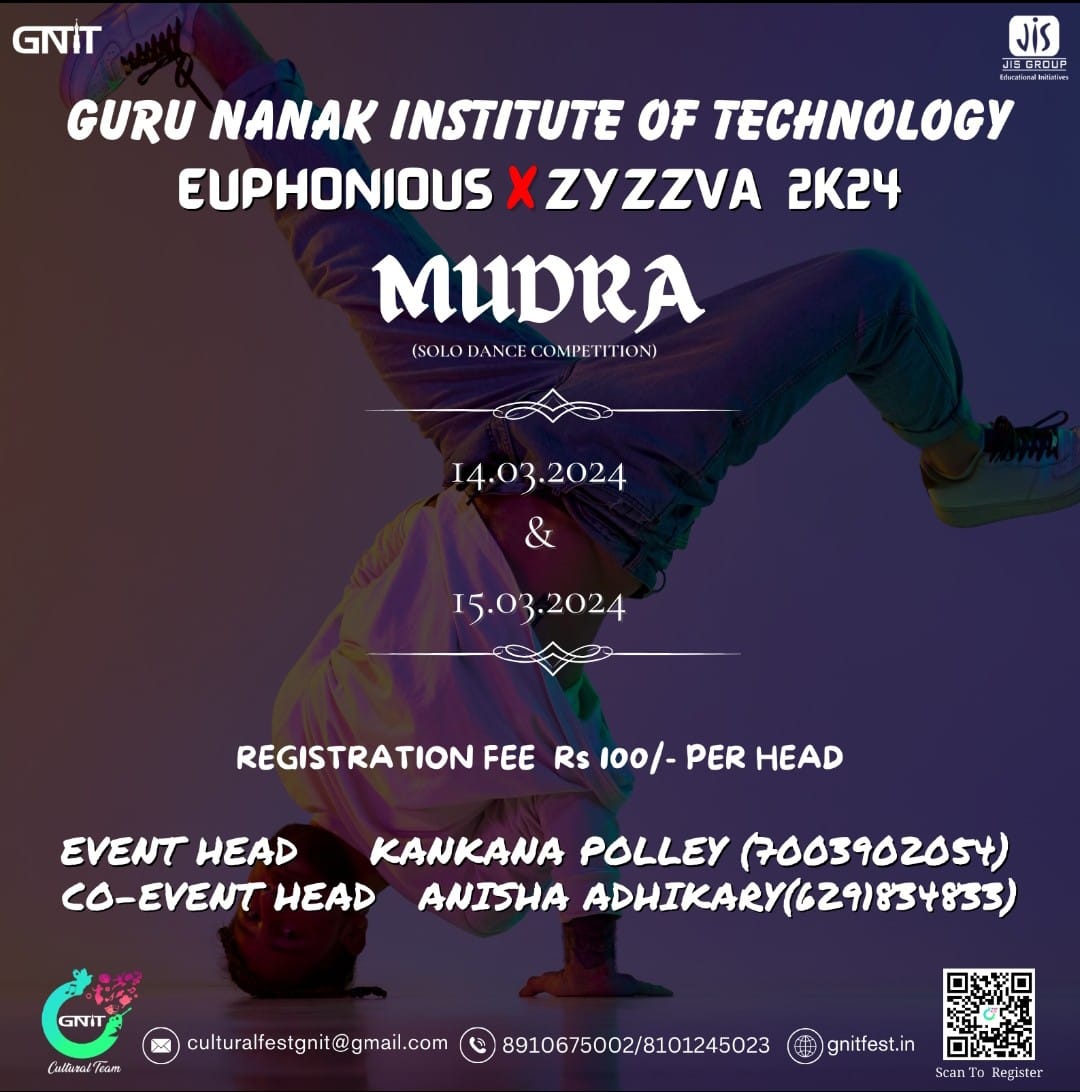 GNIT
JIS
JIS GROUP
Educational Initiatives
GURU NANAK INSTITUTE OF TECHNOLOGY
EUPHONIOUS X ZYZZVA 2K24
MUDRA
(SOLO DANCE COMPETITION)
14.03.2024
&
15.03.2024
REGISTRATION FEE Rs 100/- PER HEAD
EVENT HEAD KANKANA POLLEY (7003902054)
CO-EVENT HEAD ANISHA ADHIKARY(6291834833)
GNIT
Cultural Team
culturalfestgnit@gmail.com 8910675002/8101245023 gnitfest.in
Scan To Register